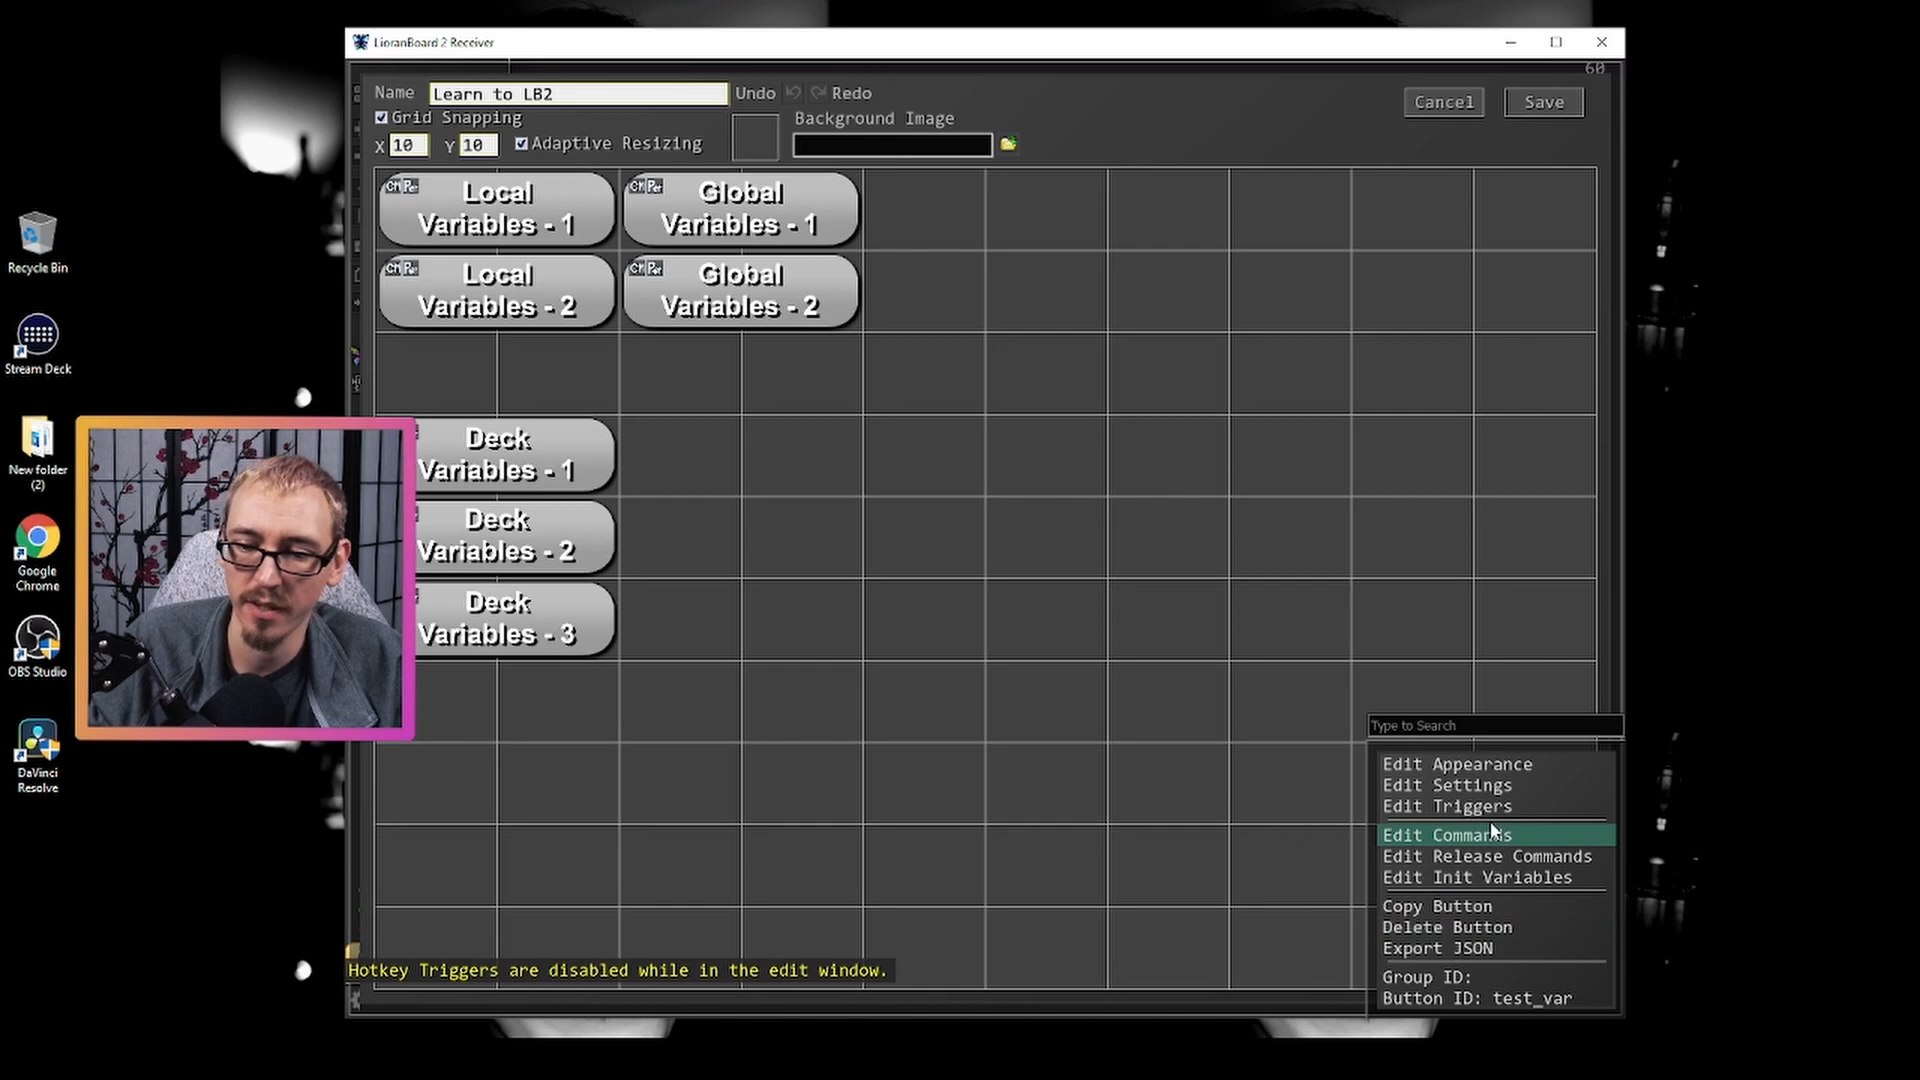 LioranBoard 2 Receiver
60
Name
Learn to LB2
Undo
Redo
Cancel
Save
Grid Snapping
Background Image
X
10
Y
10
Adaptive Resizing
Local
Variables - 1
Global
Variables - 1
Local
Variables - 2
Global
Variables - 2
Deck
Variables - 1
Deck
Variables - 2
Deck
Variables - 3
Recycle Bin
Stream Deck
New folder
(2)
Google
Chrome
OBS Studio
DaVinci
Resolve
Type to Search
Edit Appearance
Edit Settings
Edit Triggers
Edit Commands
Edit Release Commands
Edit Init Variables
Copy Button
Delete Button
Export JSON
Group ID:
Button ID: test_var
Hotkey Triggers are disabled while in the edit window.